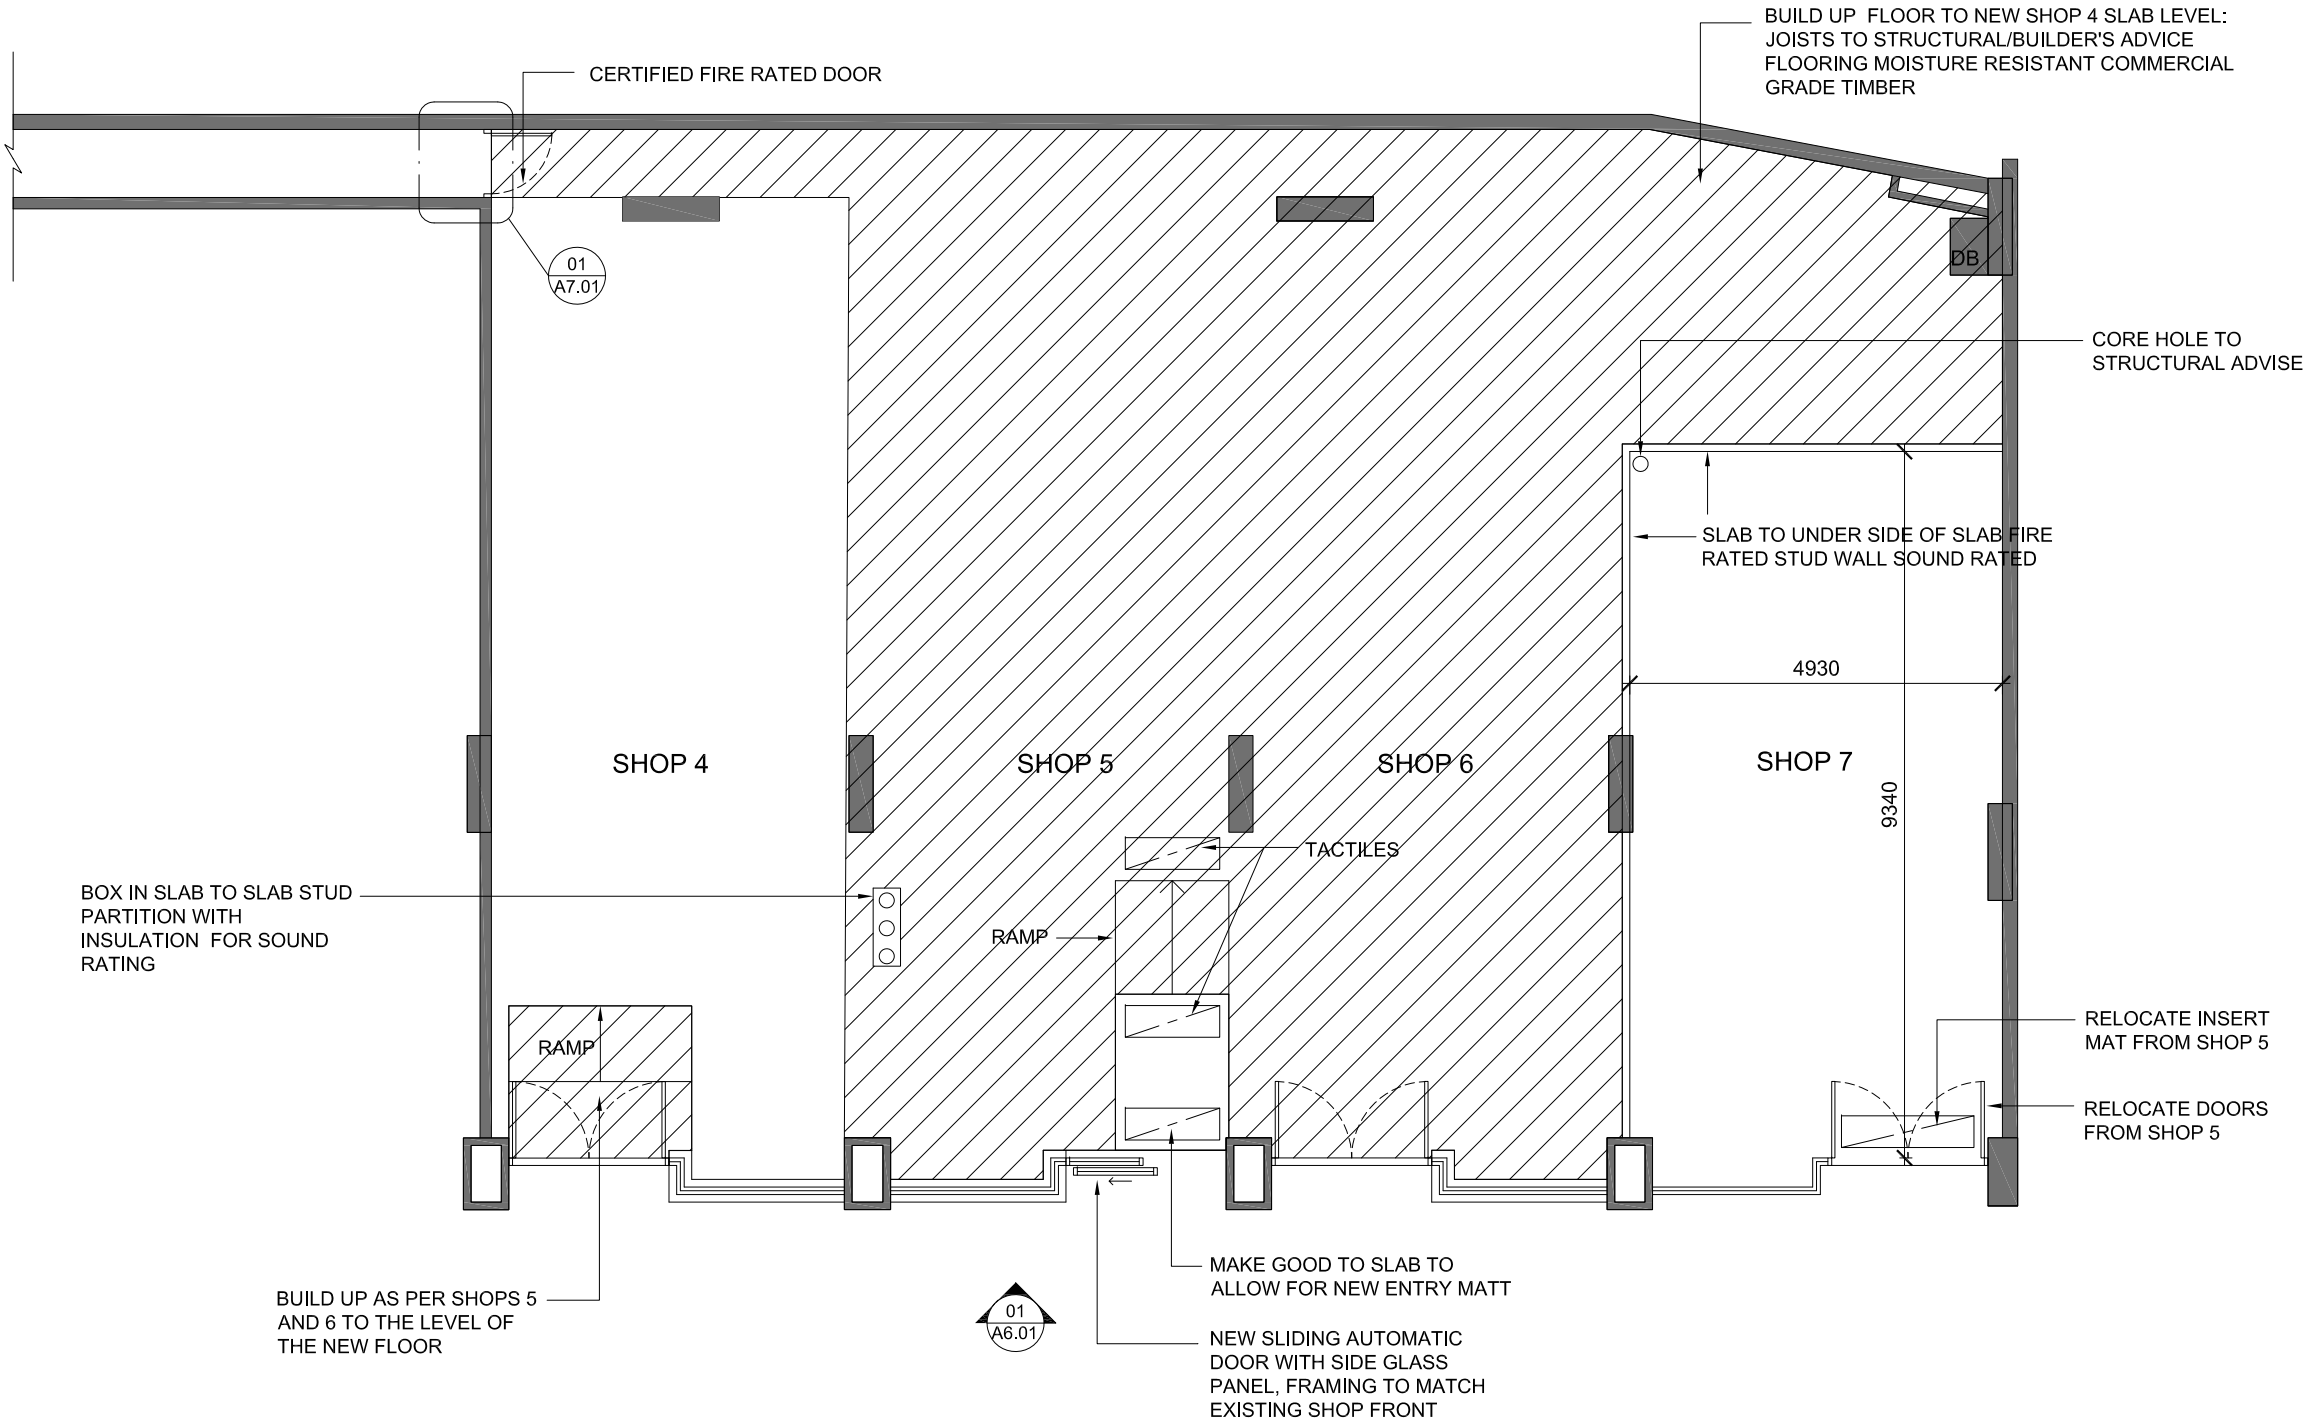 BUILD UP  FLOOR TO NEW SHOP 4 SLAB LEVEL:
JOISTS TO STRUCTURAL/BUILDER'S ADVICE
FLOORING MOISTURE RESISTANT COMMERCIAL
GRADE TIMBER
CERTIFIED FIRE RATED DOOR
01
A7.01
DB
CORE HOLE TO
STRUCTURAL ADVISE
SLAB TO UNDER SIDE OF SLAB FIRE
RATED STUD WALL SOUND RATED
4930
9340
SHOP 4
SHOP 5
SHOP 6
SHOP 7
TACTILES
BOX IN SLAB TO SLAB STUD
PARTITION WITH
INSULATION  FOR SOUND
RATING
RAMP
RAMP
RELOCATE INSERT
MAT FROM SHOP 5
RELOCATE DOORS
FROM SHOP 5
MAKE GOOD TO SLAB TO
ALLOW FOR NEW ENTRY MATT
BUILD UP AS PER SHOPS 5
AND 6 TO THE LEVEL OF
THE NEW FLOOR
01
A6.01
NEW SLIDING AUTOMATIC
DOOR WITH SIDE GLASS
PANEL, FRAMING TO MATCH
EXISTING SHOP FRONT